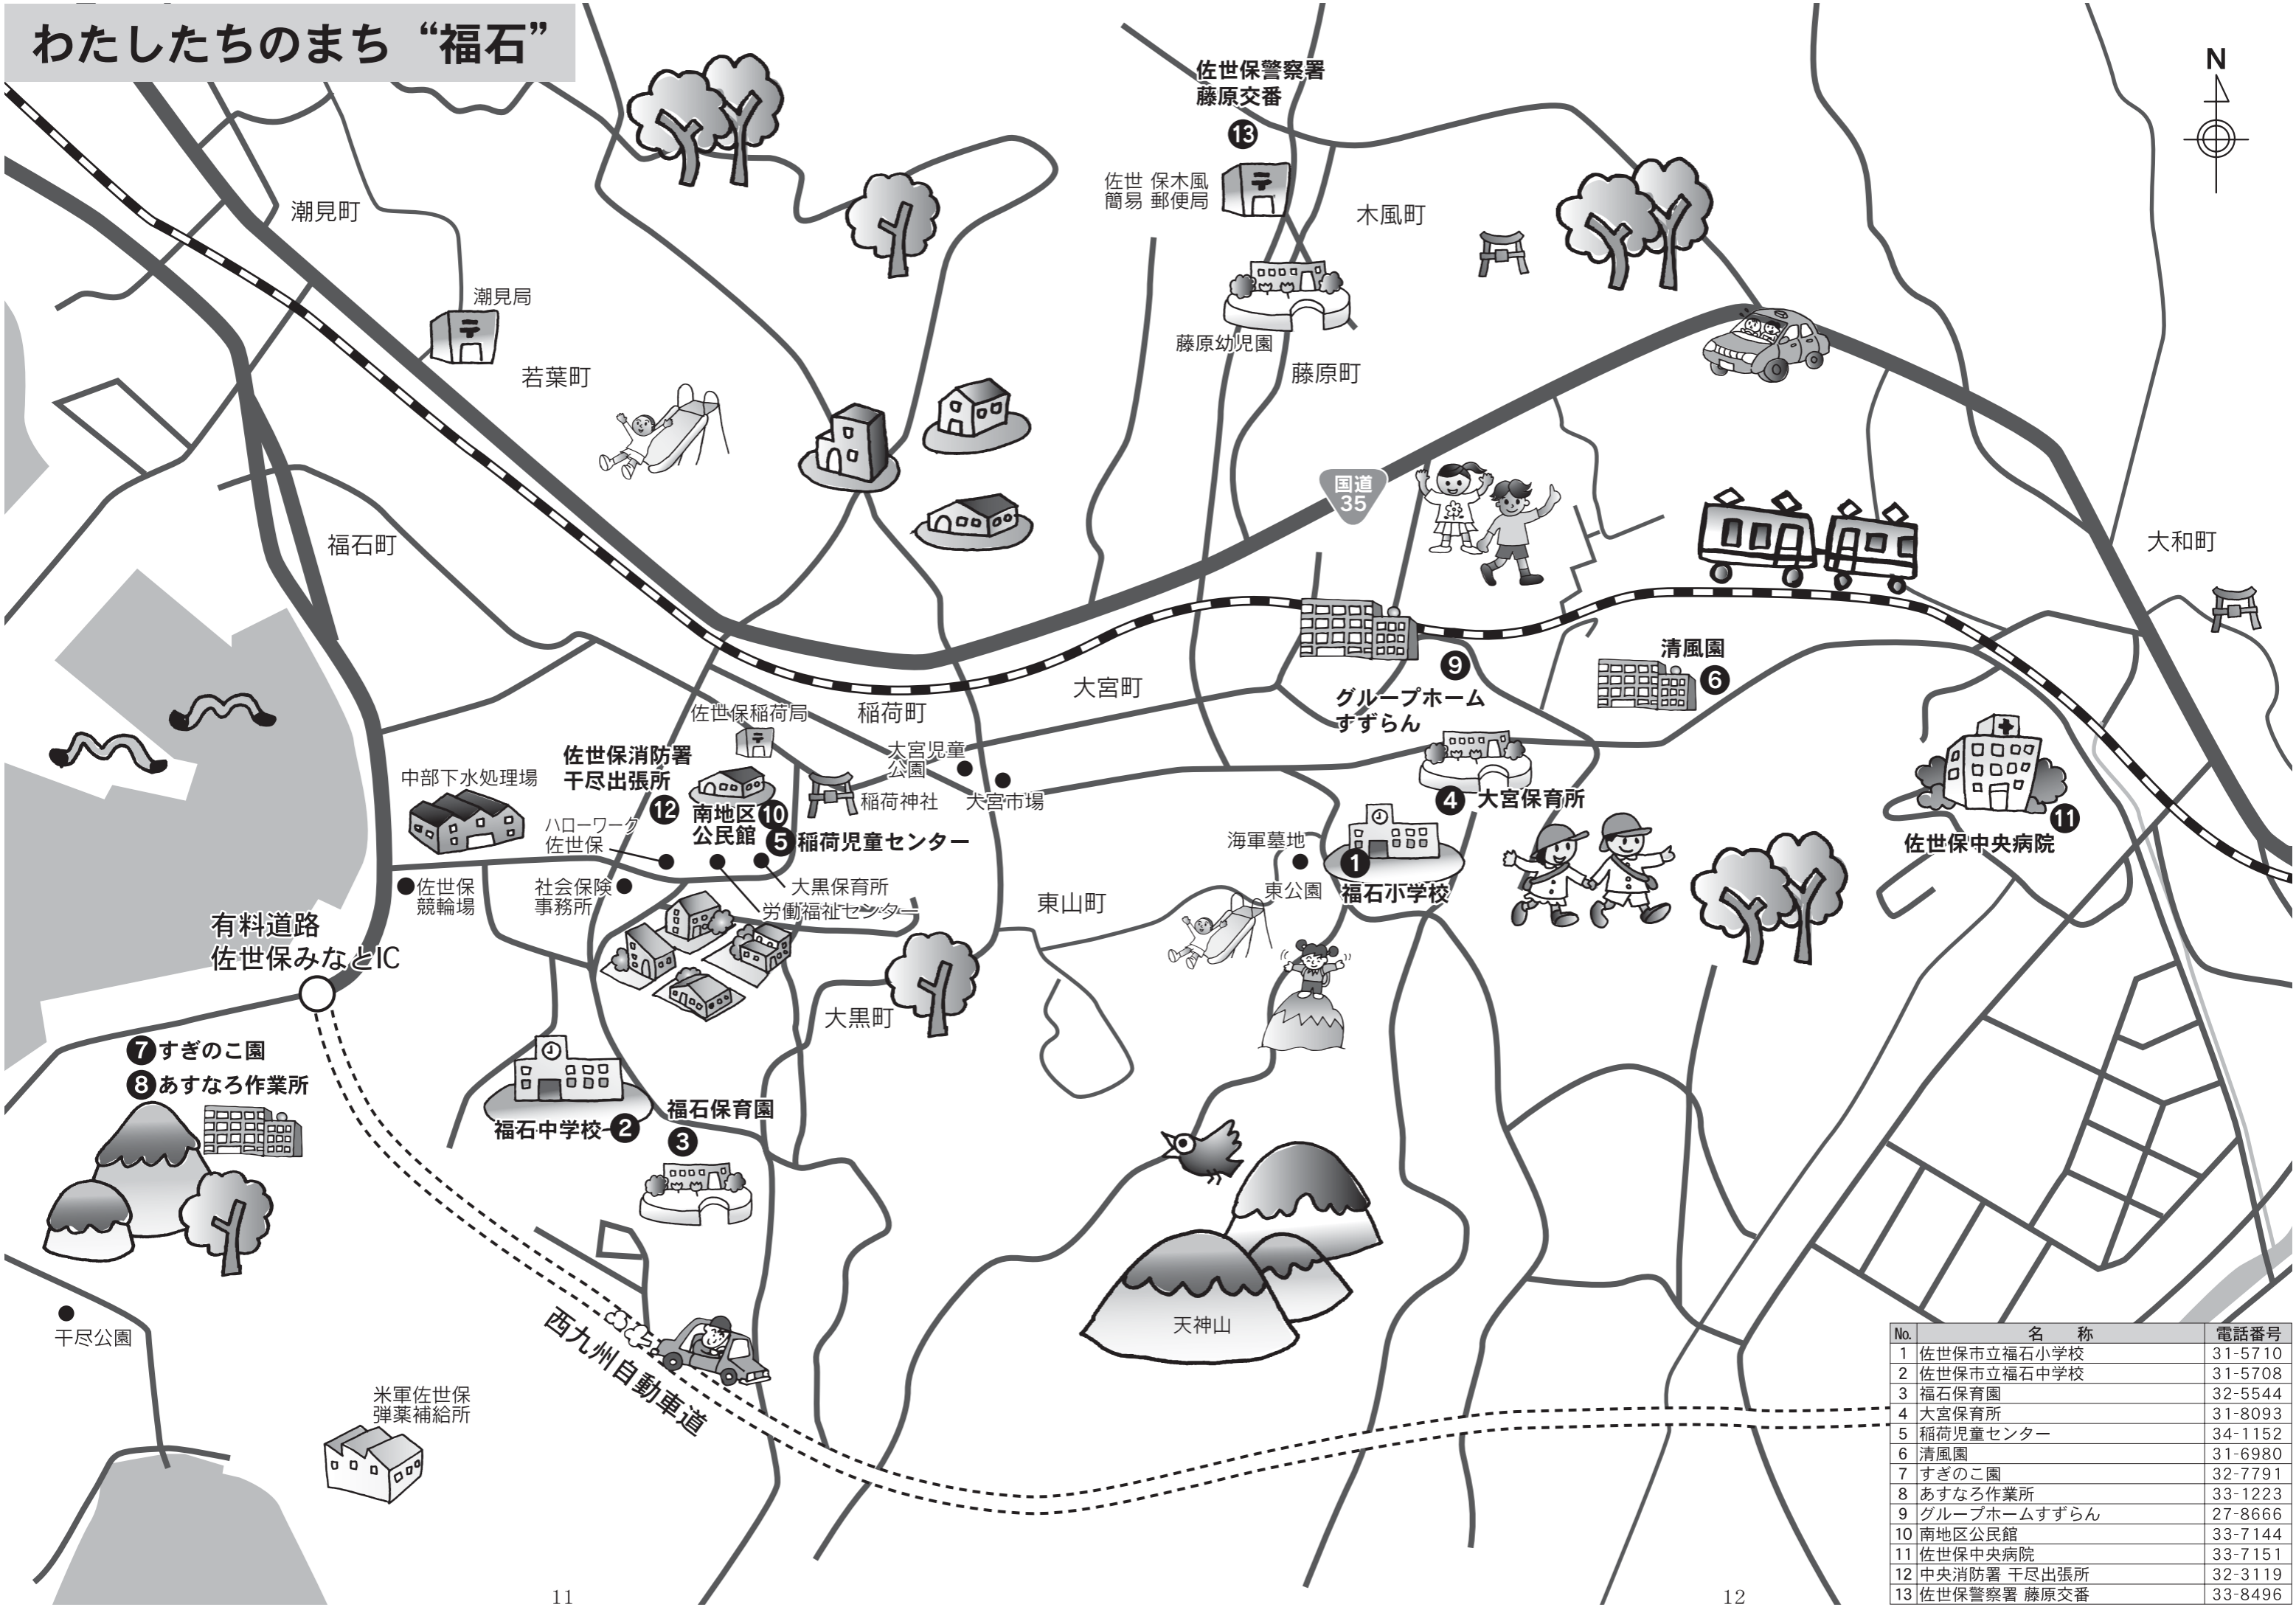 わたしたちのまち “福石”
N
佐世保警察署
藤原交番
13
佐世 保木風
簡易 郵便局
木風町
潮見町
潮見局
若葉町
藤原幼児園
藤原町
国道
35
福石町
大和町
清風園
6
9
グループホーム
すずらん
大宮町
稲荷町
佐世保稲荷局
佐世保消防署
干尽出張所
12
大宮児童
公園
稲荷神社
大宮市場
中部下水処理場
南地区
公民館
10
5 稲荷児童センター
ハローワーク
佐世保
4 大宮保育所
11
佐世保中央病院
海軍墓地
1
福石小学校
東公園
東山町
佐世保
競輪場
社会保険
事務所
大黒保育所
労働福祉センター
有料道路
佐世保みなとIC
大黒町
7 すぎのこ園
8 あすなろ作業所
福石中学校 2
福石保育園
3
天神山
干尽公園
西九州自動車道
米軍佐世保
弾薬補給所
No. 名 称 電話番号
1 佐世保市立福石小学校 31-5710
2 佐世保市立福石中学校 31-5708
3 福石保育園 32-5544
4 大宮保育所 31-8093
5 稲荷児童センター 34-1152
6 清風園 31-6980
7 すぎのこ園 32-7791
8 あすなろ作業所 33-1223
9 グループホームすずらん 27-8666
10 南地区公民館 33-7144
11 佐世保中央病院 33-7151
12 中央消防署 干尽出張所 32-3119
13 佐世保警察署 藤原交番 33-8496
11
12